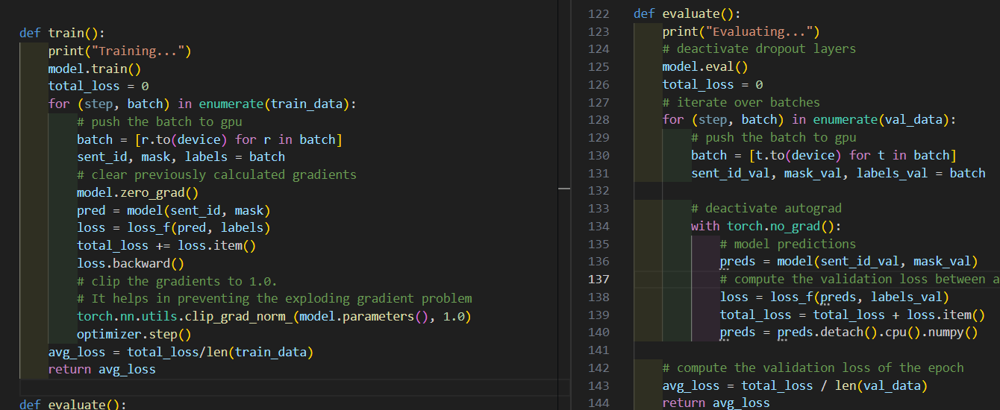 def train():
    print("Training...")
    model.train()
    total_loss = 0
    for (step, batch) in enumerate(train_data):
        # push the batch to gpu
        batch = [r.to(device) for r in batch]
        sent_id, mask, labels = batch
        # clear previously calculated gradients
        model.zero_grad()
        pred = model(sent_id, mask)
        loss = loss_f(pred, labels)
        total_loss += loss.item()
        loss.backward()
        # clip the gradients to 1.0.
        # It helps in preventing the exploding gradient problem
        torch.nn.utils.clip_grad_norm_(model.parameters(), 1.0)
        optimizer.step()
    avg_loss = total_loss/len(train_data)
    return avg_loss
def evaluate():
122 def evaluate():
123     print("Evaluating...")
124     # deactivate dropout layers
125     model.eval()
126     total_loss = 0
127     # iterate over batches
128     for (step, batch) in enumerate(val_data):
129         # push the batch to gpu
130         batch = [t.to(device) for t in batch]
131         sent_id_val, mask_val, labels_val = batch
132
133         # deactivate autograd
134         with torch.no_grad():
135             # model predictions
136             preds = model(sent_id_val, mask_val)
137             # compute the validation loss between a
138             loss = loss_f(preds, labels_val)
139             total_loss = total_loss + loss.item()
140             preds = preds.detach().cpu().numpy()
141
142     # compute the validation loss of the epoch
143     avg_loss = total_loss / len(val_data)
144     return avg_loss